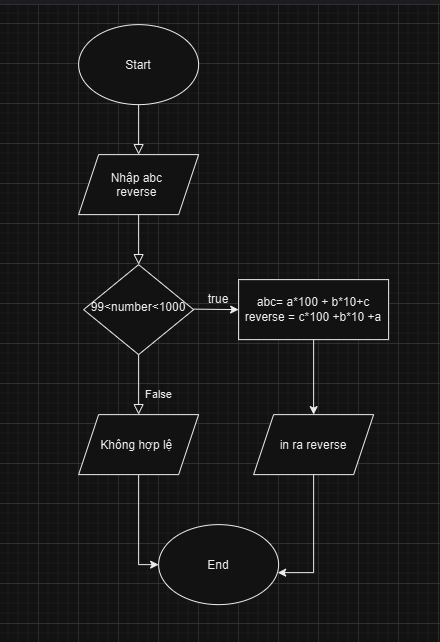 Start
Nhập abc
reverse
99<number<1000
true
abc= a*100 + b*10+c
reverse = c*100 +b*10 +a
False
Không hợp lê
in ra reverse
End